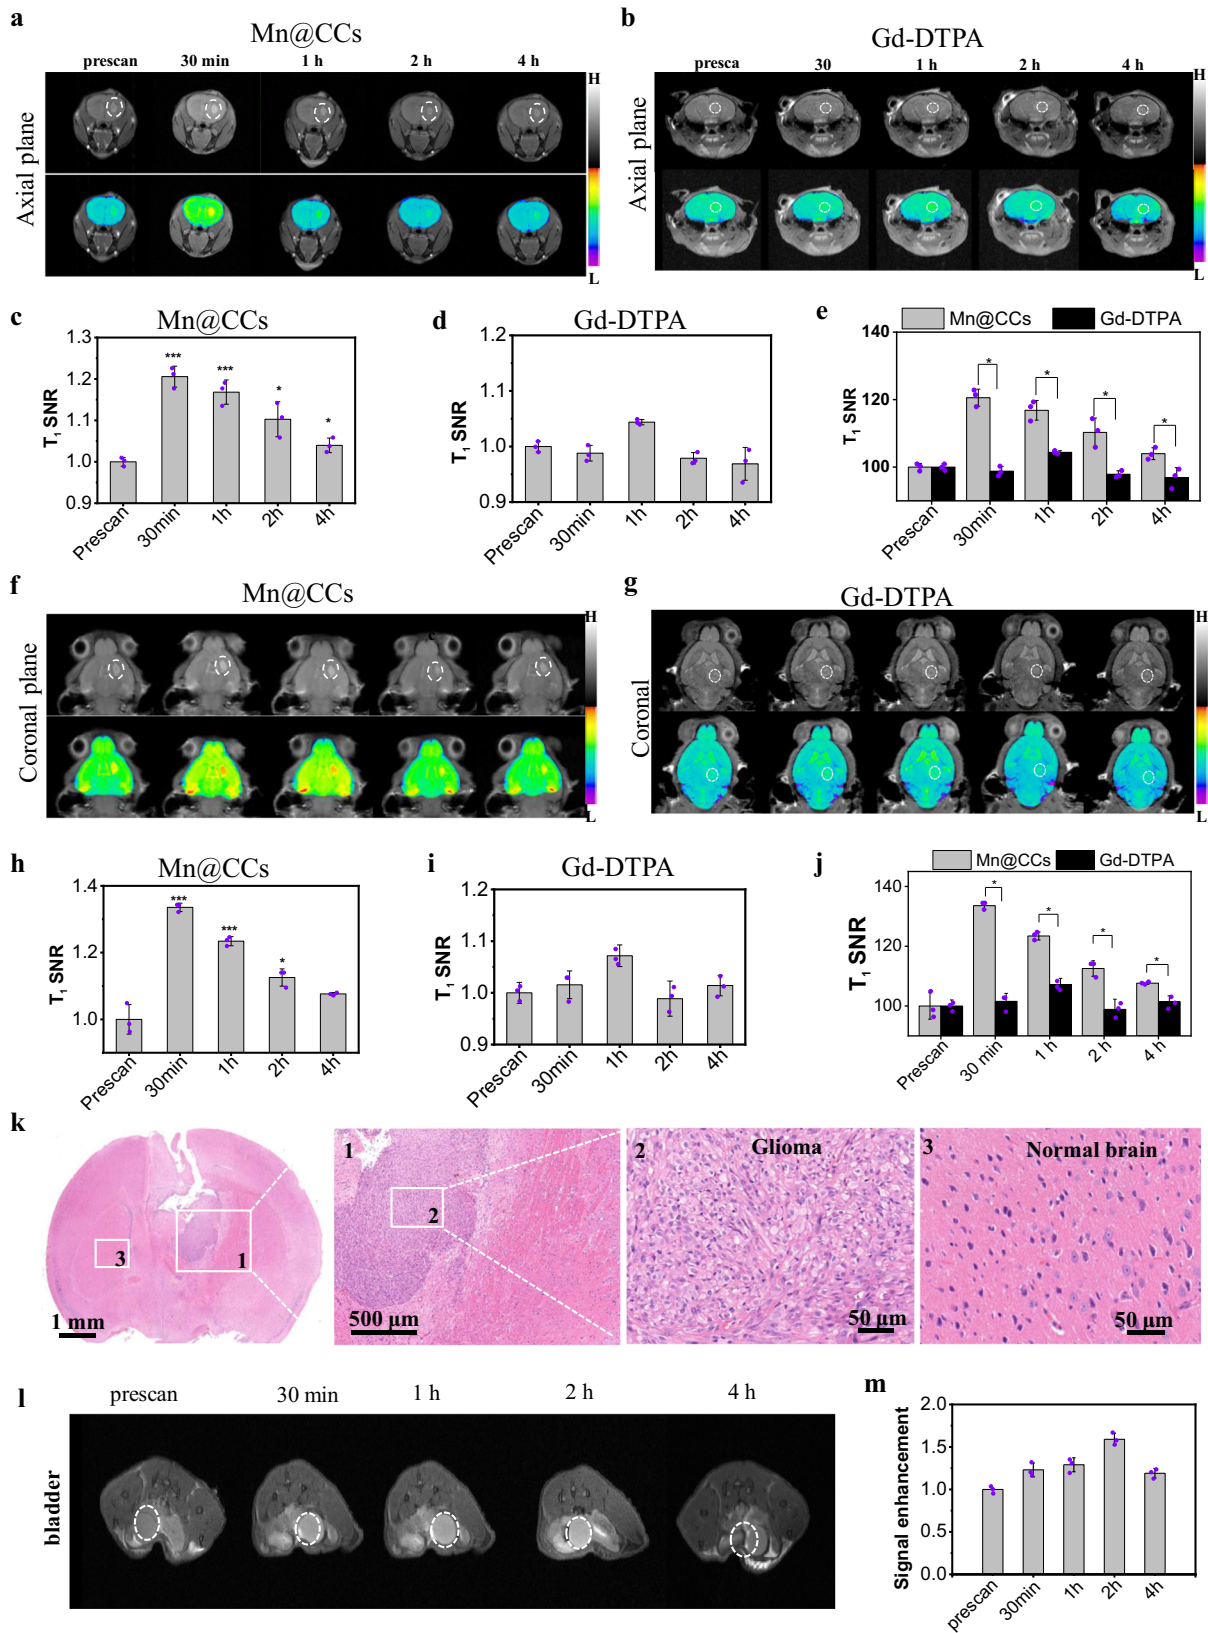 a
Mn@CCs
prescan 30 min 1 h 2 h 4 h
Axial plane
H
L
b
Gd-DTPA
presca 30 1 h 2 h 4 h
Axial plane
H
L
c
Mn@CCs
T1 SNR
1.3
1.2
1.1
1.0
0.9
*** *** * *
Prescan 30min 1h 2h 4h
d
Gd-DTPA
T1 SNR
1.2
1.1
1.0
0.9
Prescan 30min 1h 2h 4h
e
Mn@CCs Gd-DTPA
T1 SNR
140
120
100
* * * *
Prescan 30min 1h 2h 4h
f
Mn@CCs
Coronal plane
c
H
L
g
Gd-DTPA
Coronal
H
L
h
Mn@CCs
T1 SNR
1.4
1.2
1.0
*** *** *
Prescan 30min 1h 2h 4h
i
Gd-DTPA
T1 SNR
1.2
1.1
1.0
0.9
Prescan 30min 1h 2h 4h
j
Mn@CCs Gd-DTPA
T1 SNR
140
120
100
* * * *
Prescan 30 min 1 h 2 h 4 h
k
3
1
1 mm
1
2
500 μm
2 Glioma
50 μm
3 Normal brain
50 μm
l
prescan 30 min 1 h 2 h 4 h
bladder
m
Signal enhancement
2.0
1.5
1.0
0.5
0.0
prescan 30min 1h 2h 4h